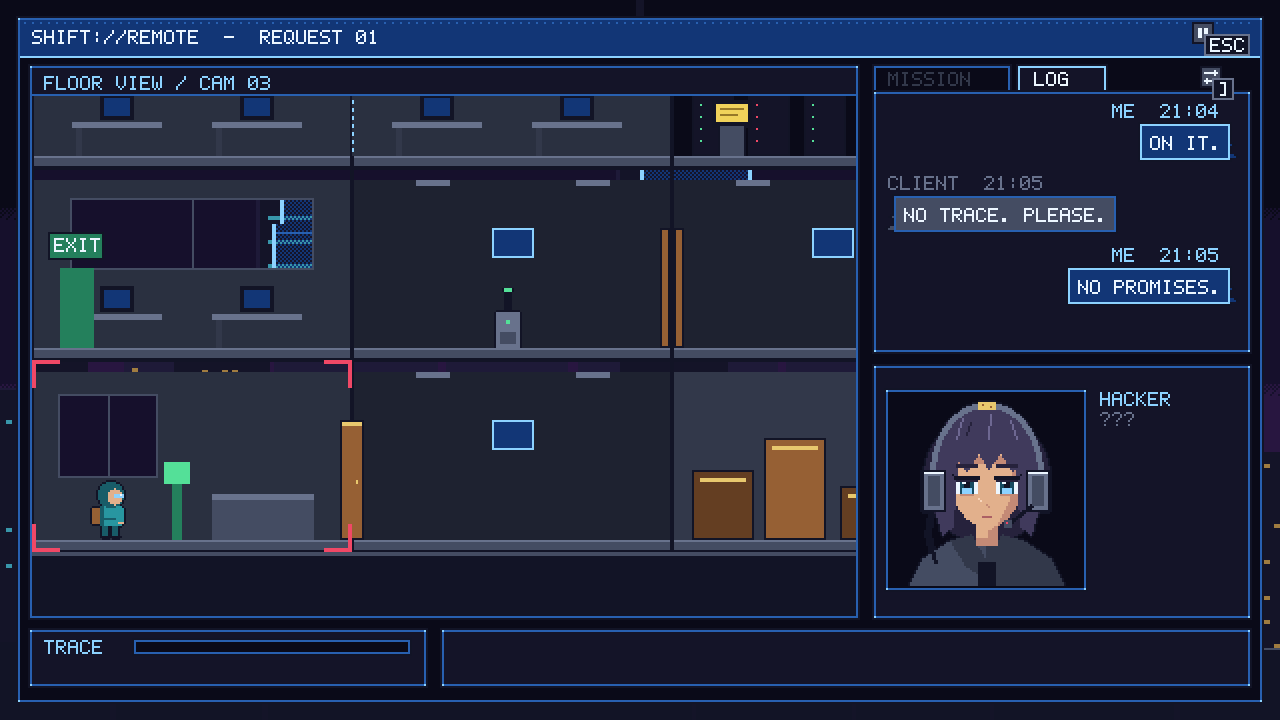 SHIFT://REMOTE – REQUEST 01
ESC
FLOOR VIEW / CAM 03
MISSION
LOG
]
ME 21:04
ON IT.
CLIENT 21:05
NO TRACE. PLEASE.
ME 21:05
NO PROMISES.
EXIT
HACKER
???
TRACE